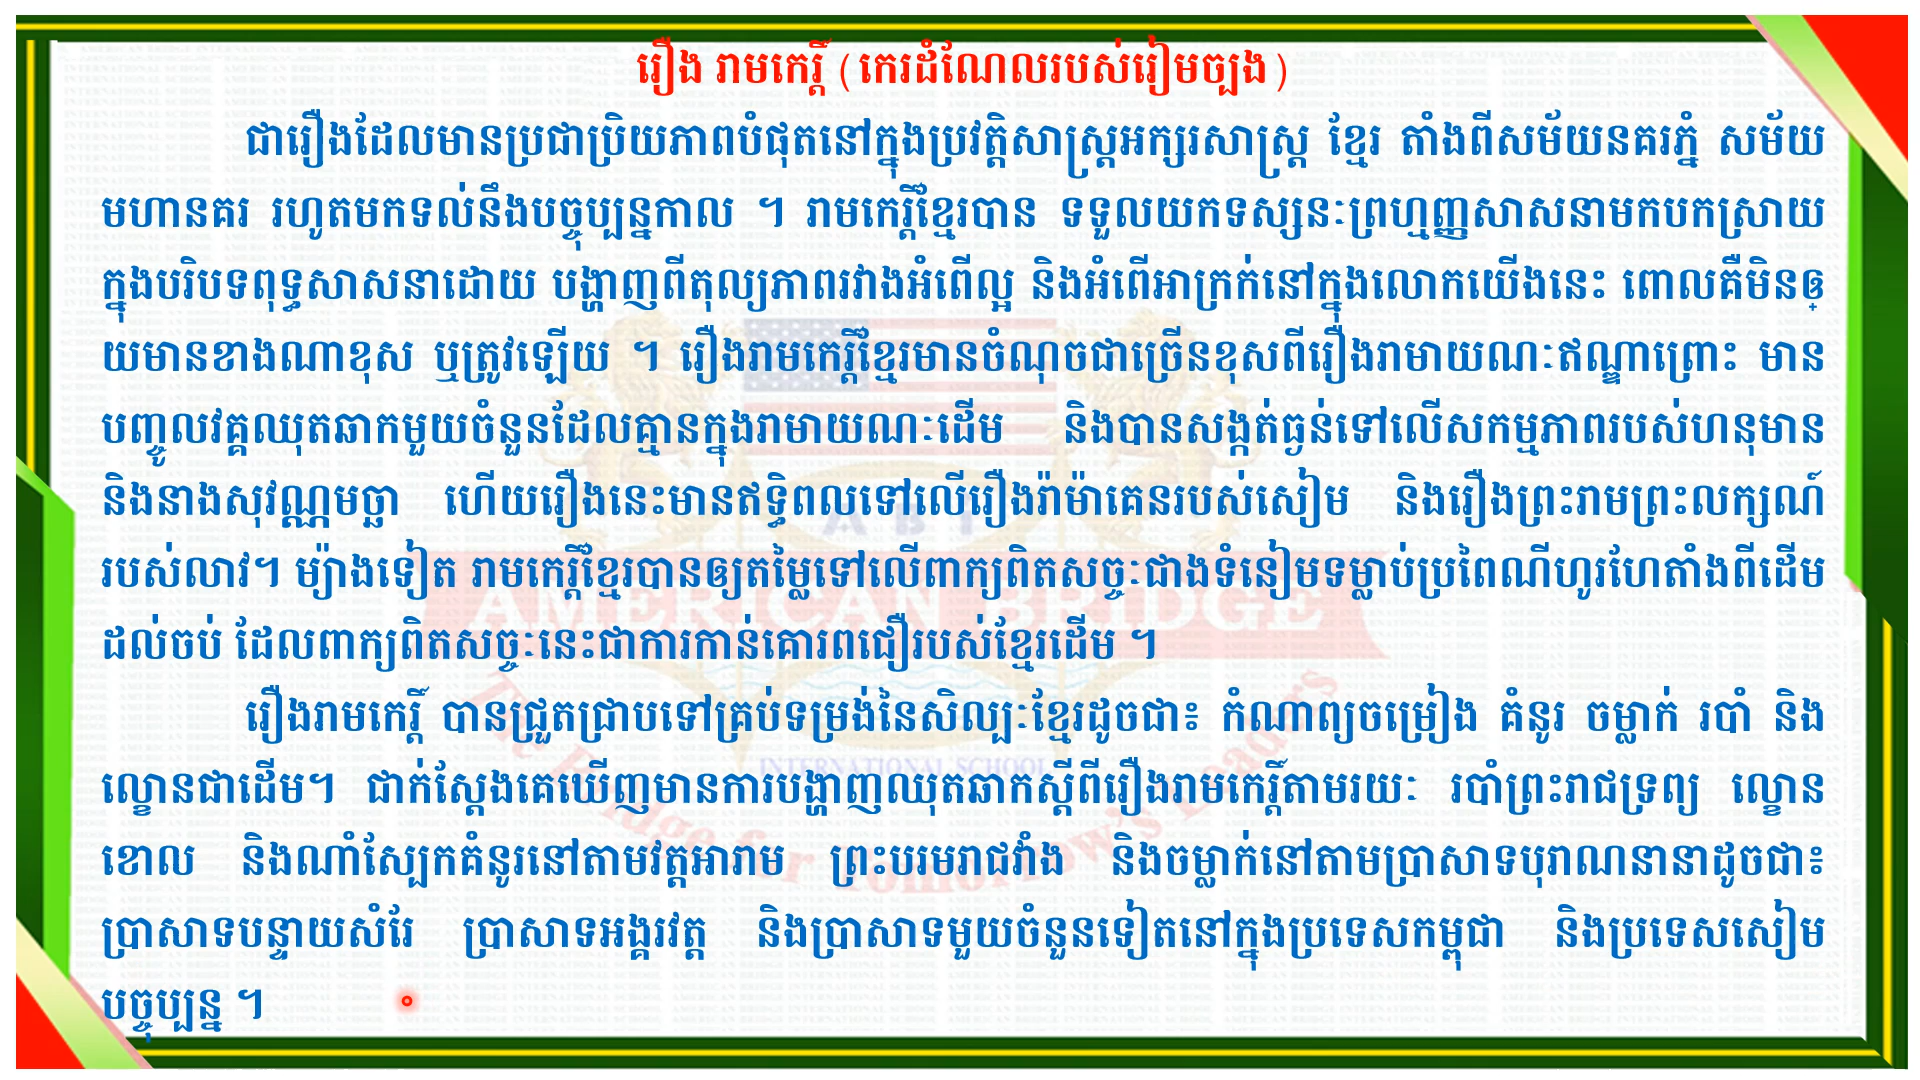 រឿង រាមកេរ្តិ៍ (កេរដំណែលរបស់រៀមច្បង)
ជារឿងដែលមានប្រជាប្រិយភាពបំផុតនៅក្នុងប្រវត្តិសាស្ត្រអក្សរសាស្ត្រ ខ្មែរ តាំងពីសម័យនគរភ្នំ សម័យ
មហានគរ រហូតមកទល់នឹងបច្ចុប្បន្នកាល ។ រាមកេរ្តិ៍ខ្មែរបាន ទទួលយកទស្សនៈព្រហ្មញ្ញសាសនាមកបកស្រាយ
ក្នុងបរិបទពុទ្ធសាសនាដោយ បង្ហាញពីតុល្យភាពរវាងអំពើល្អ និងអំពើអាក្រក់នៅក្នុងលោកយើងនេះ ពោលគឺមិនឲ្
យមានខាងណាខុស ឬត្រូវឡើយ ។ រឿងរាមកេរ្តិ៍ខ្មែរមានចំណុចជាច្រើនខុសពីរឿងរាមាយណៈឥណ្ឌាព្រោះ មាន
បញ្ចូលវគ្គឈុតឆាកមួយចំនួនដែលគ្មានក្នុងរាមាយណៈដើម និងបានសង្កត់ធ្ងន់ទៅលើសកម្មភាពរបស់ហនុមាន
និងនាងសុវណ្ណមច្ឆា ហើយរឿងនេះមានឥទ្ធិពលទៅលើរឿងរ៉ាម៉ាគេនរបស់សៀម និងរឿងព្រះរាមព្រះលក្សណ៍
របស់លាវ។ ម្យ៉ាងទៀត រាមកេរ្តិ៍ខ្មែរបានឲ្យតម្លៃទៅលើពាក្យពិតសច្ចៈជាងទំនៀមទម្លាប់ប្រពៃណីហូរហែតាំងពីដើម
ដល់ចប់ ដែលពាក្យពិតសច្ចៈនេះជាការកាន់គោរពជឿរបស់ខ្មែរដើម ។
រឿងរាមកេរ្តិ៍ បានជ្រួតជ្រាបទៅគ្រប់ទម្រង់នៃសិល្បៈខ្មែរដូចជា៖ កំណាព្យចម្រៀង គំនូរ ចម្លាក់ របាំ និង
ល្ខោនជាដើម។ ជាក់ស្តែងគេឃើញមានការបង្ហាញឈុតឆាកស្តីពីរឿងរាមកេរ្តិ៍តាមរយៈ របាំព្រះរាជទ្រព្យ ល្ខោន
ខោល និងណាំស្បែកគំនូរនៅតាមវត្តអារាម ព្រះបរមរាជវាំង និងចម្លាក់នៅតាមប្រាសាទបុរាណនានាដូចជា៖
ប្រាសាទបន្ទាយសំរែ ប្រាសាទអង្គរវត្ត និងប្រាសាទមួយចំនួនទៀតនៅក្នុងប្រទេសកម្ពុជា និងប្រទេសសៀម
បច្ចុប្បន្ន ។
ABI
AMERICAN BRIDGE
INTERNATIONAL SCHOOL
The Bridge for Tomorrow's Leaders